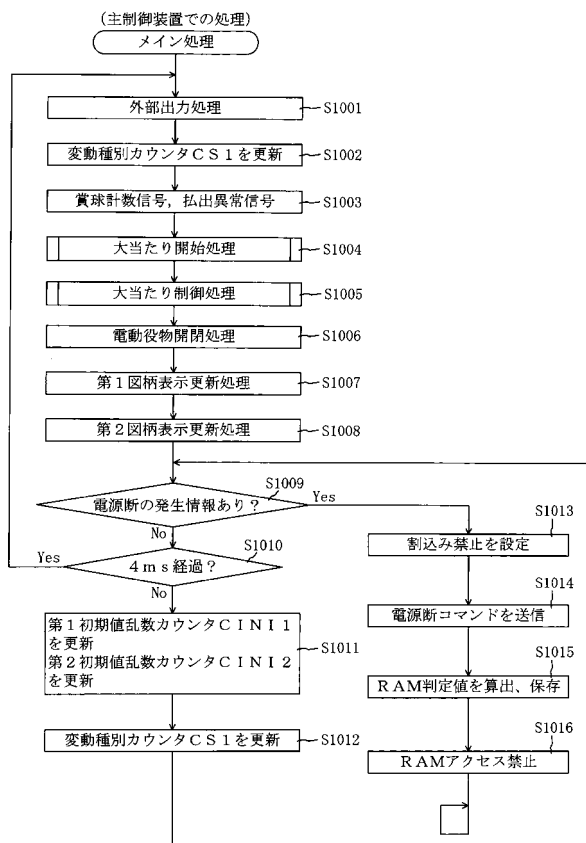 (主制御装置での処理)
メイン処理
外部出力処理 S1001
変動種別カウンタCS1を更新 S1002
賞球計数信号,払出異常信号 S1003
大当たり開始処理 S1004
大当たり制御処理 S1005
電動役物開閉処理 S1006
第1図柄表示更新処理 S1007
第2図柄表示更新処理 S1008
S1009
電源断の発生情報あり?
Yes
No
S1010
4ms経過?
Yes
No
第1初期値乱数カウンタCINI1
を更新
第2初期値乱数カウンタCINI2
を更新
S1011
変動種別カウンタCS1を更新 S1012
S1013
割込み禁止を設定
S1014
電源断コマンドを送信
S1015
RAM判定値を算出、保存
S1016
RAMアクセス禁止